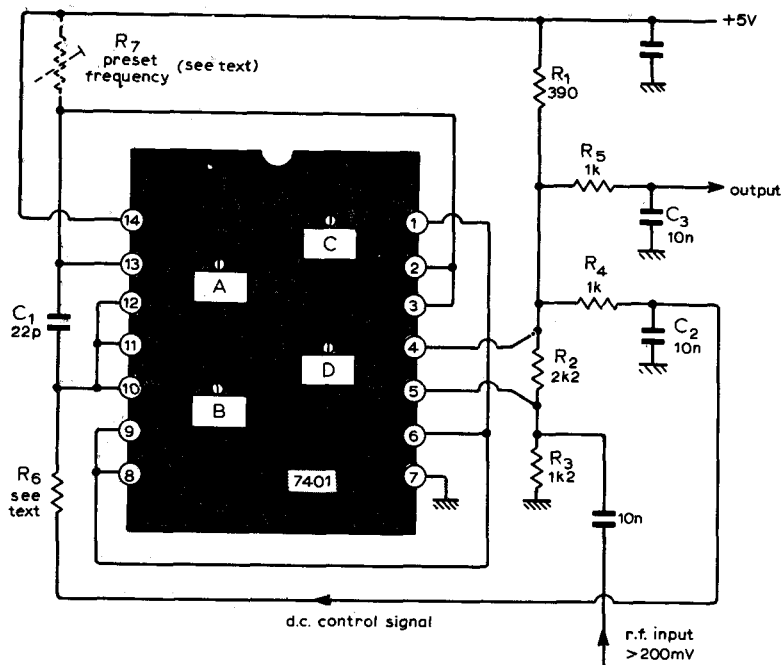 +5V
R7
preset
frequency (see text)
R1
390
R5
1k
output
C3
10n
14
13
12
11
10
9
8
1
2
3
4
5
6
7
A
B
C
D
7401
C1
22p
R4
1k
C2
10n
R2
2k2
R3
1k2
R6
see
text
10n
d.c. control signal
r.f. input
>200mV